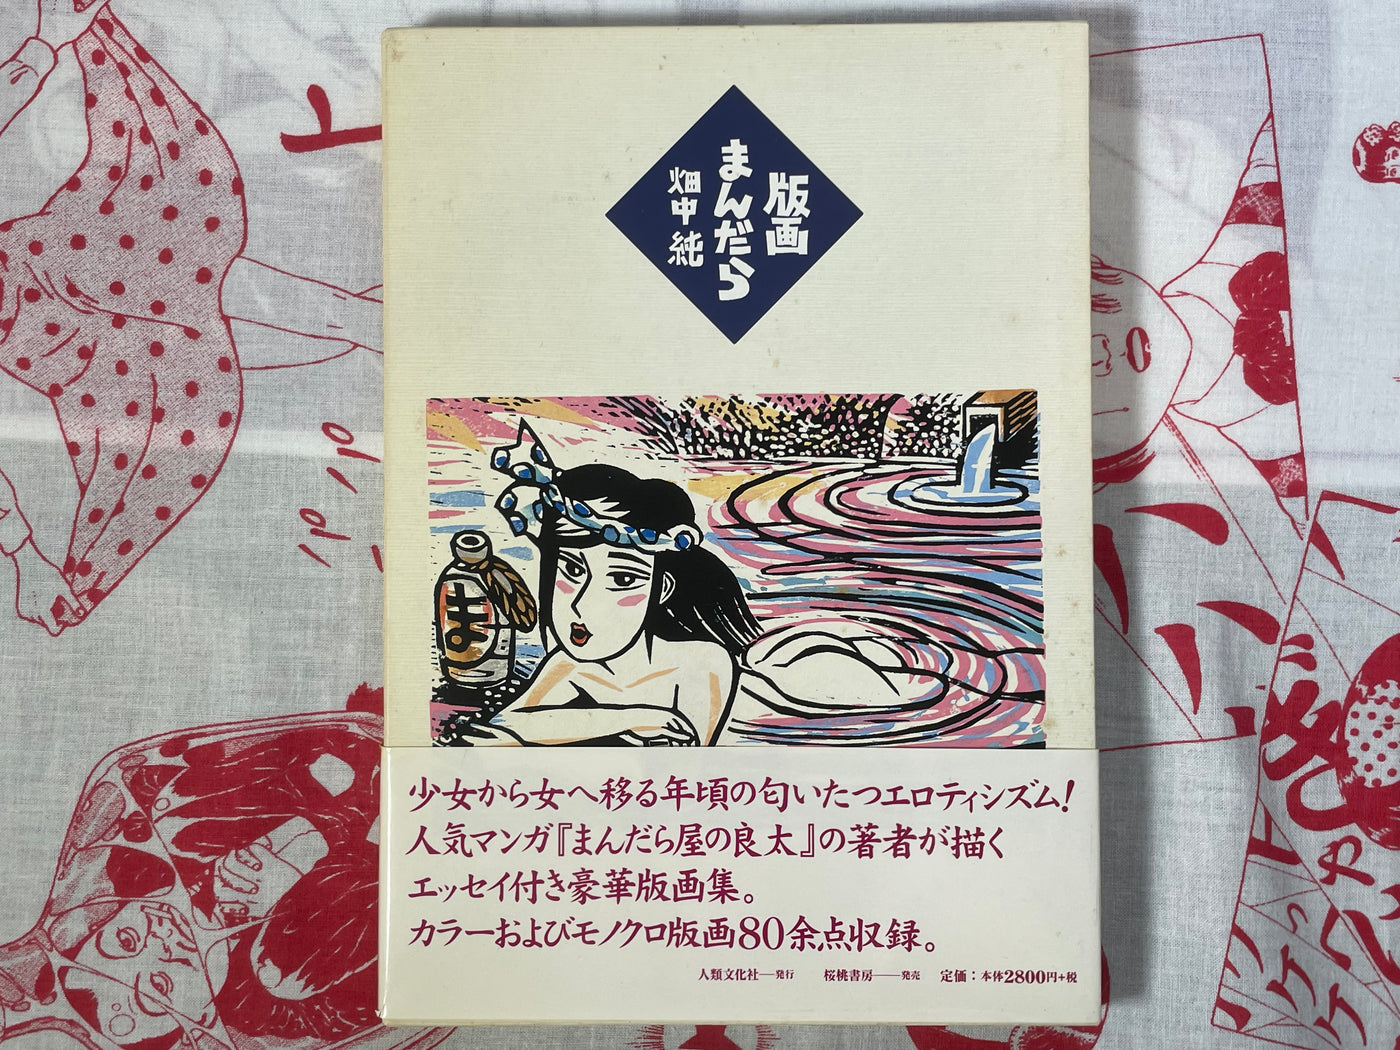 版画
まんだら
畑中純
ま
少女から女へ移る年頃の匂いたつエロティシズム!
人気マンガ『まんだら屋の良太』の著者が描く
エッセイ付き豪華版画集。
カラーおよびモノクロ版画80余点収録。
人類文化社―発行 桜桃書房――発売 定価：本体2800円+税